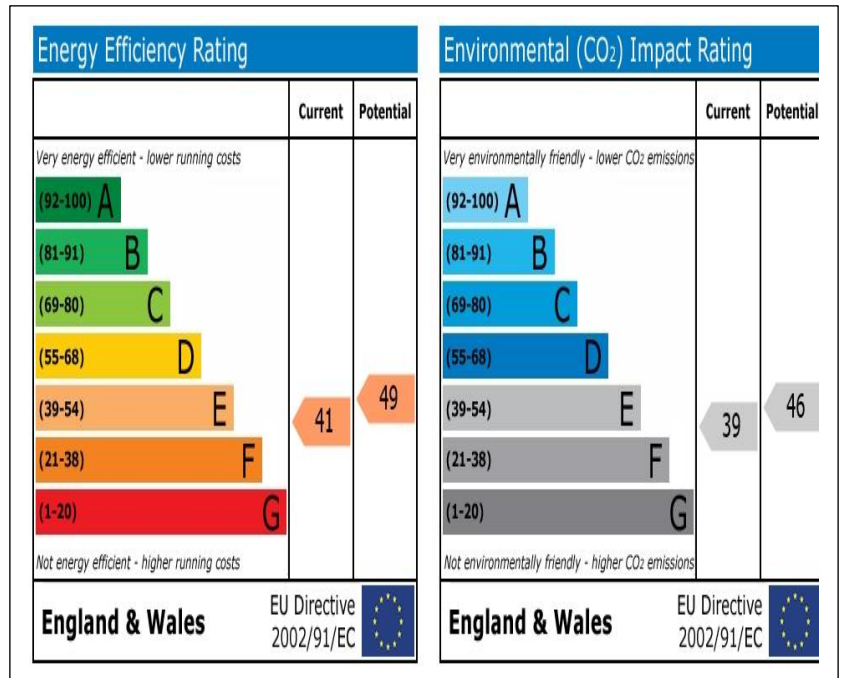 Energy Efficiency Rating
Current Potential
Very energy efficient - lower running costs
(92-100) A
(81-91) B
(69-80) C
(55-68) D
(39-54) E
(21-38) F
(1-20) G
41
49
Not energy efficient - higher running costs
England & Wales
EU Directive
2002/91/EC
Environmental (CO₂) Impact Rating
Current Potential
Very environmentally friendly - lower CO₂ emissions
(92-100) A
(81-91) B
(69-80) C
(55-68) D
(39-54) E
(21-38) F
(1-20) G
39
46
Not environmentally friendly - higher CO₂ emissions
England & Wales
EU Directive
2002/91/EC